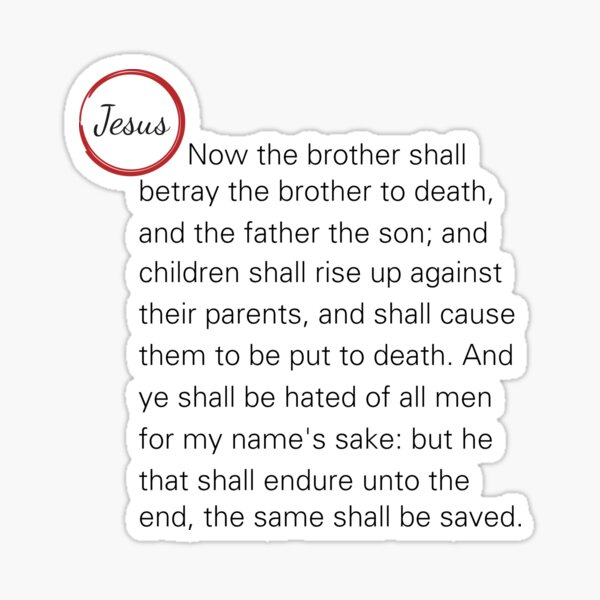 Jesus
Now the brother shall
betray the brother to death,
and the father the son; and
children shall rise up against
their parents, and shall cause
them to be put to death. And
ye shall be hated of all men
for my name's sake: but he
that shall endure unto the
end, the same shall be saved.